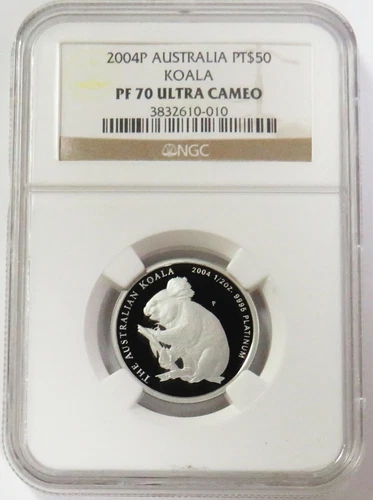 2004P AUSTRALIA PT$50
KOALA
PF 70 ULTRA CAMEO
3832610-010
NGC
THE AUSTRALIAN KOALA
2004 1/2oz. 9995 PLATINUM
P